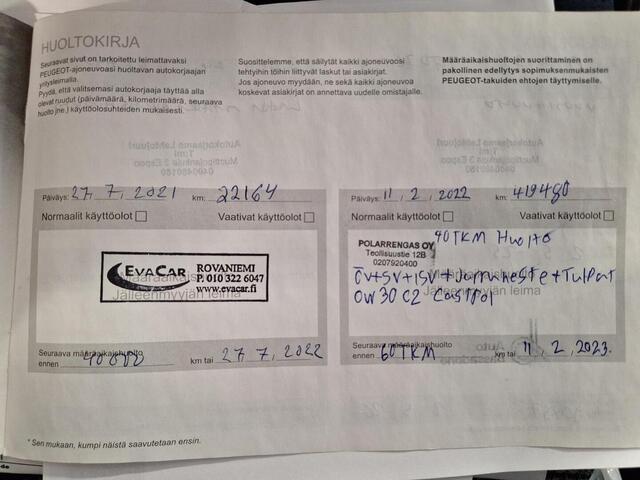 HUOLTOKIRJA
Seuraavat sivut on tarkoitettu leimattavaksi
PEUGEOT-ajoneuvoasi huoltavan autokorjaajan
yritysleimalla.
Pyydä, että valitsemasi autokorjaaja täyttää alla
olevat ruudut (päivämäärä, kilometrimäärä, seuraava
huolto jne.) käyttöolosuhteiden mukaisesti.
Suosittelemme, että säilytät kaikki ajoneuvoosi
tehtyihin töihin liittyvät laskut tai asiakirjat.
Jos ajoneuvo myydään, ne sekä kaikki ajoneuvoa
koskevat asiakirjat on annettava uudelle omistajalle.
Määräaikaishuoltojen suorittaminen on
pakollinen edellytys sopimuksenmukaisten
PEUGEOT-takuiden ehtojen täyttymiselle.
Päiväys: 27.7.2021 km: 22164
Normaalit käyttöolot Vaativat käyttöolot
EVACAR ROVANIEMI
P. 010 322 6047
www.evacar.fi
Jälleenmyyjän leima
Seuraava määräaikaishuolto
ennen 40000 km tai 27.7.2022
Päiväys: 11.2.2022 km:
Normaalit käyttöolot Vaativat käyttöolot
POLARRENGAS OY
Teollisuustie 12B
0207920400
40TKM Huolto
ÖV+SV+ISV+Jarruneste+TulPat
0W30 C2 Castrol
Jälleenmyyjän leima
Seuraava määräaikaishuolto
ennen 60TKM km tai 11.2.2023.
* Sen mukaan, kumpi näistä saavutetaan ensin.